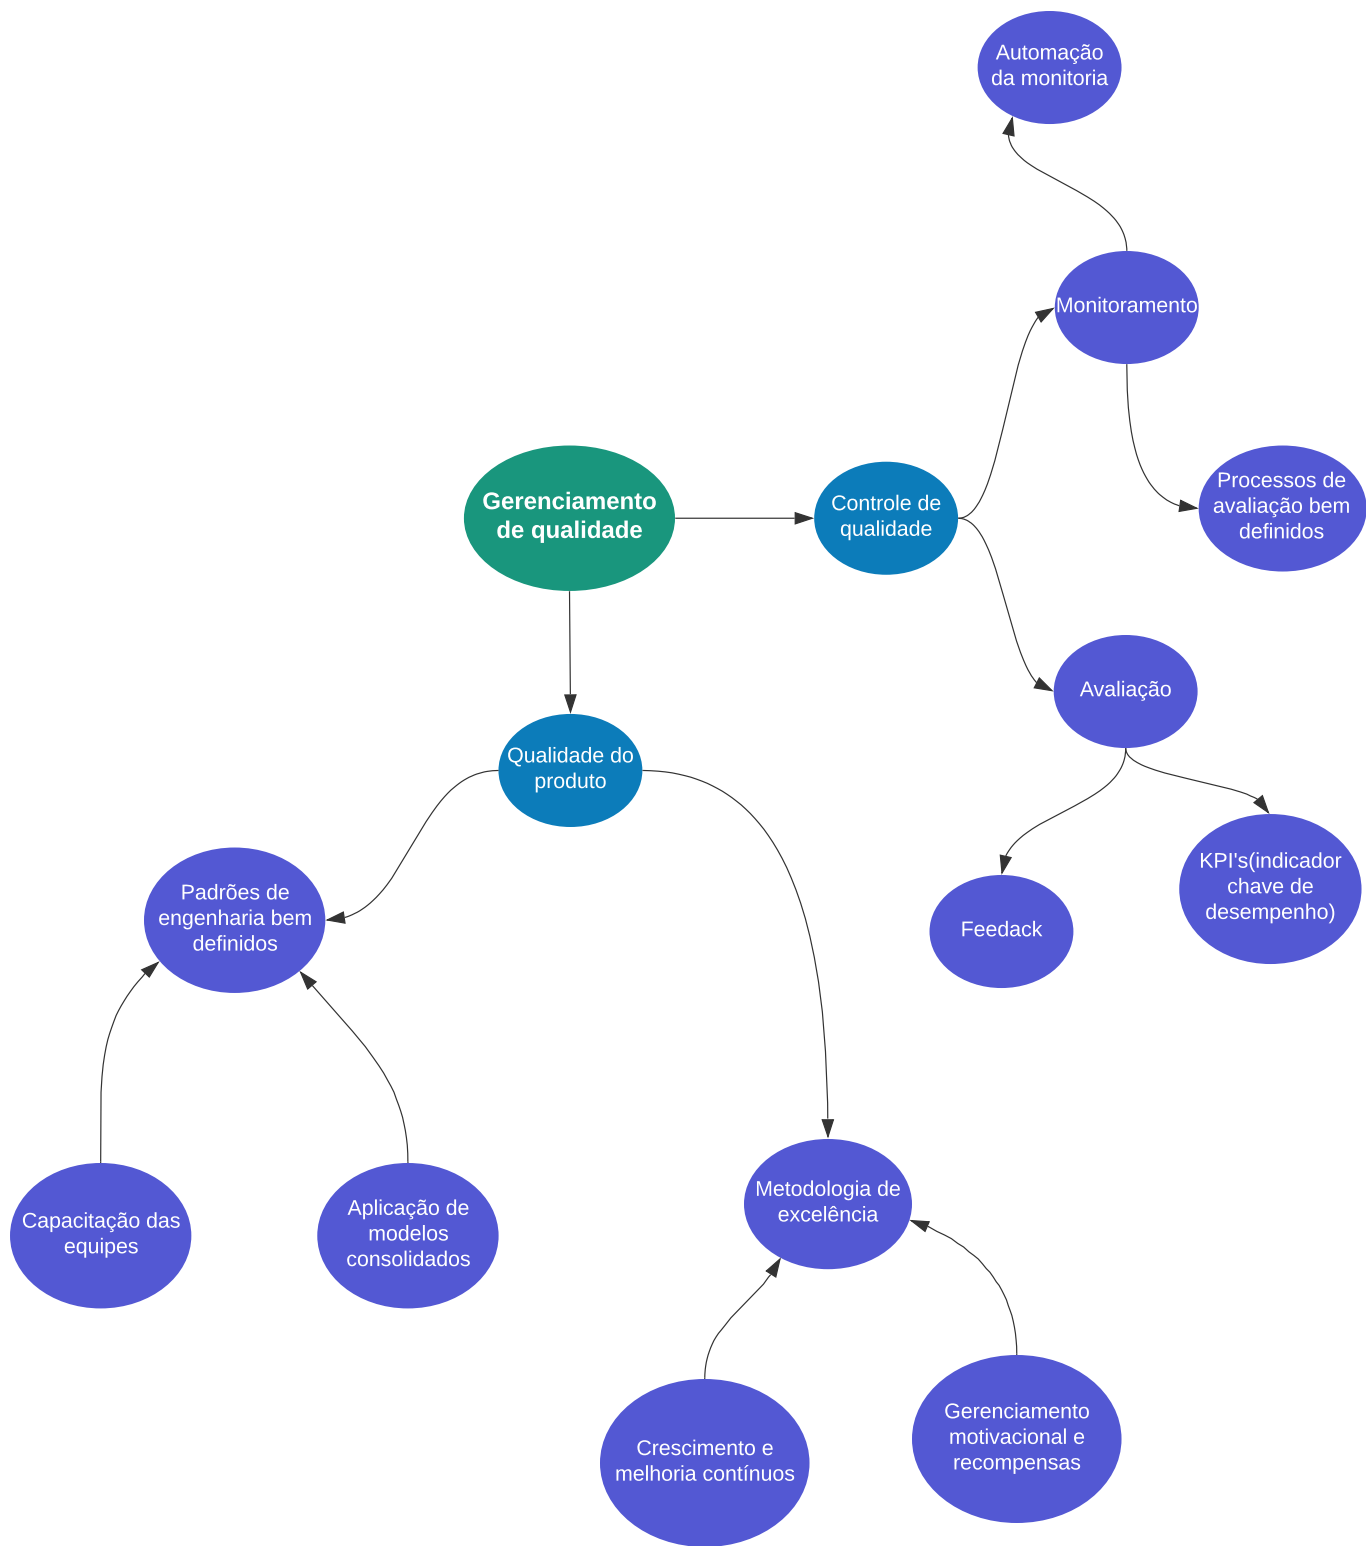 Automação
da monitoria
Monitoramento
Processos de
avaliação bem
definidos
Gerenciamento
de qualidade
Controle de
qualidade
Avaliação
Qualidade do
produto
KPI's(indicador
chave de
desempenho)
Feedack
Padrões de
engenharia bem
definidos
Metodologia de
excelência
Capacitação das
equipes
Aplicação de
modelos
consolidados
Gerenciamento
motivacional e
recompensas
Crescimento e
melhoria contínuos